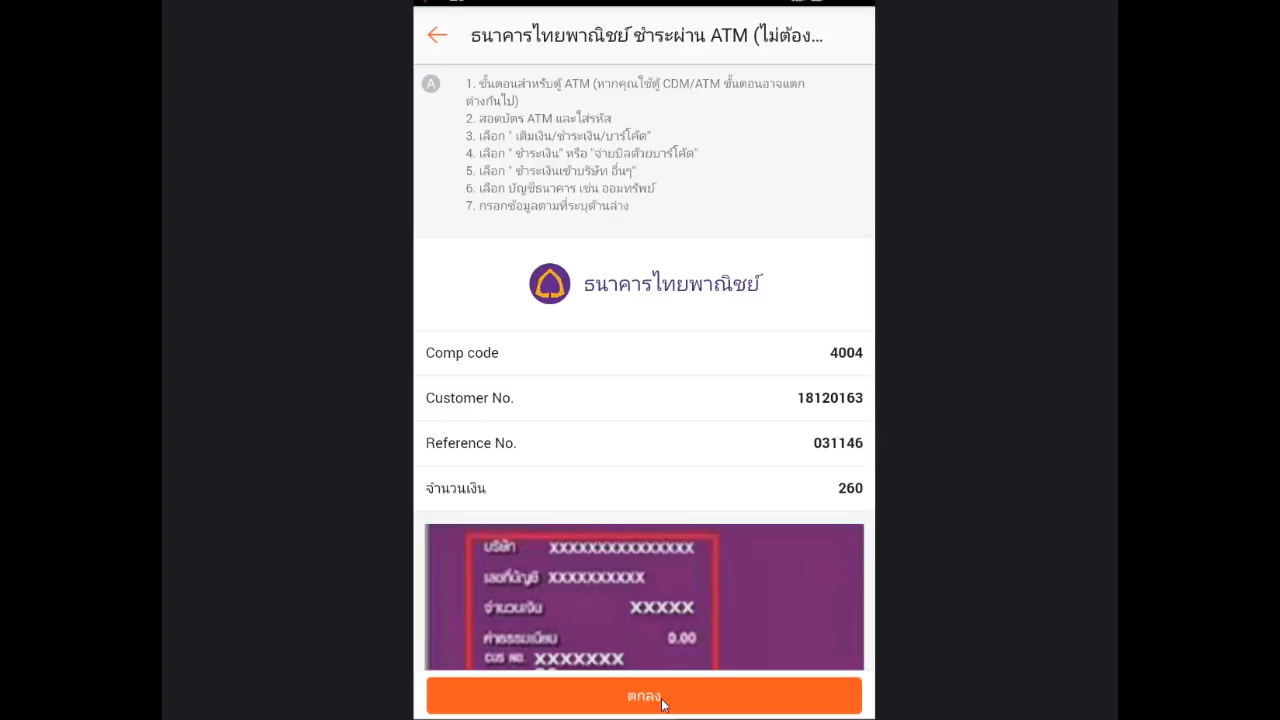 ธนาคารไทยพาณิชย์ ชำระผ่าน ATM (ไม่ต้อง...
A
1. ขั้นตอนสำหรับตู้ ATM (หากคุณใช้ตู้ CDM/ATM ขั้นตอนอาจแตก
ต่างกันไป)
2. สอดบัตร ATM และใส่รหัส
3. เลือก " เติมเงิน/ชำระเงิน/บาร์โค้ด"
4. เลือก " ชำระเงิน" หรือ "จ่ายบิลด้วยบาร์โค้ด"
5. เลือก " ชำระเงินเข้าบริษัท อื่นๆ"
6. เลือก บัญชีธนาคาร เช่น ออมทรัพย์
7. กรอกข้อมูลตามที่ระบุด้านล่าง
ธนาคารไทยพาณิชย์
Comp code 4004
Customer No. 18120163
Reference No. 031146
จำนวนเงิน 260
บริษัท XXXXXXXXXXXXXXX
เลขที่บัญชี XXXXXXXXXX
จำนวนเงิน XXXXX
ค่าธรรมเนียม 0.00
CUS NO. XXXXXXX
ตกลง